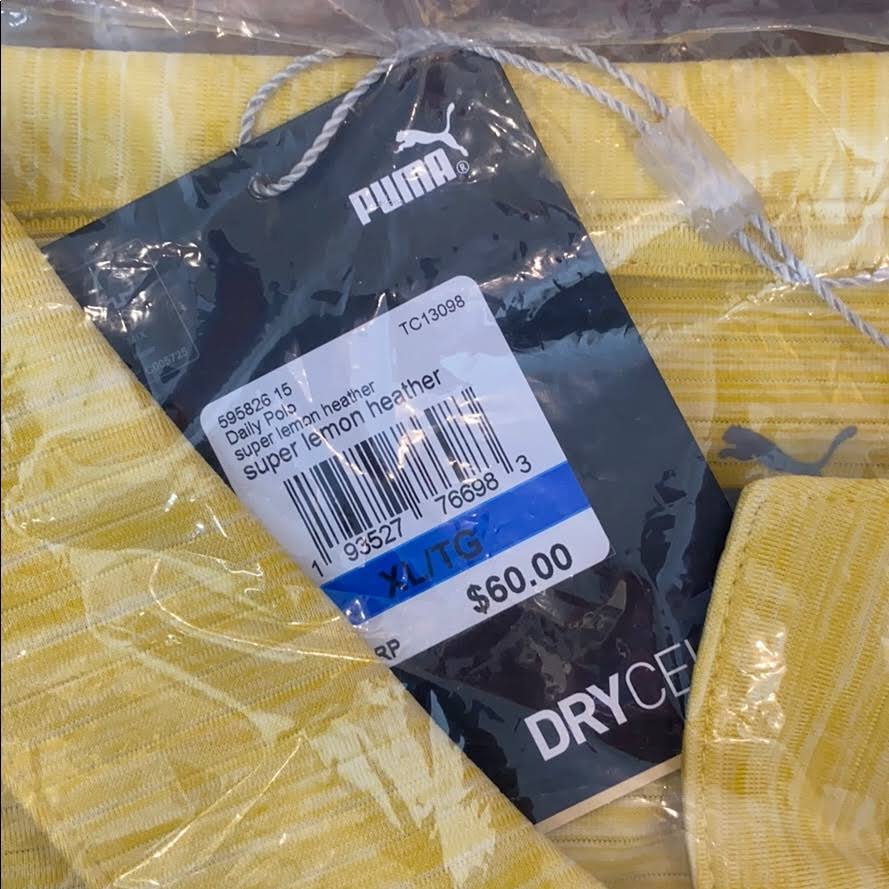 PUMA®
TC13098
595826 15
Daily Polo
super lemon heather
super lemon heather
1 93527 76698 3
XL/TG
$60.00
RP
DRYCEL